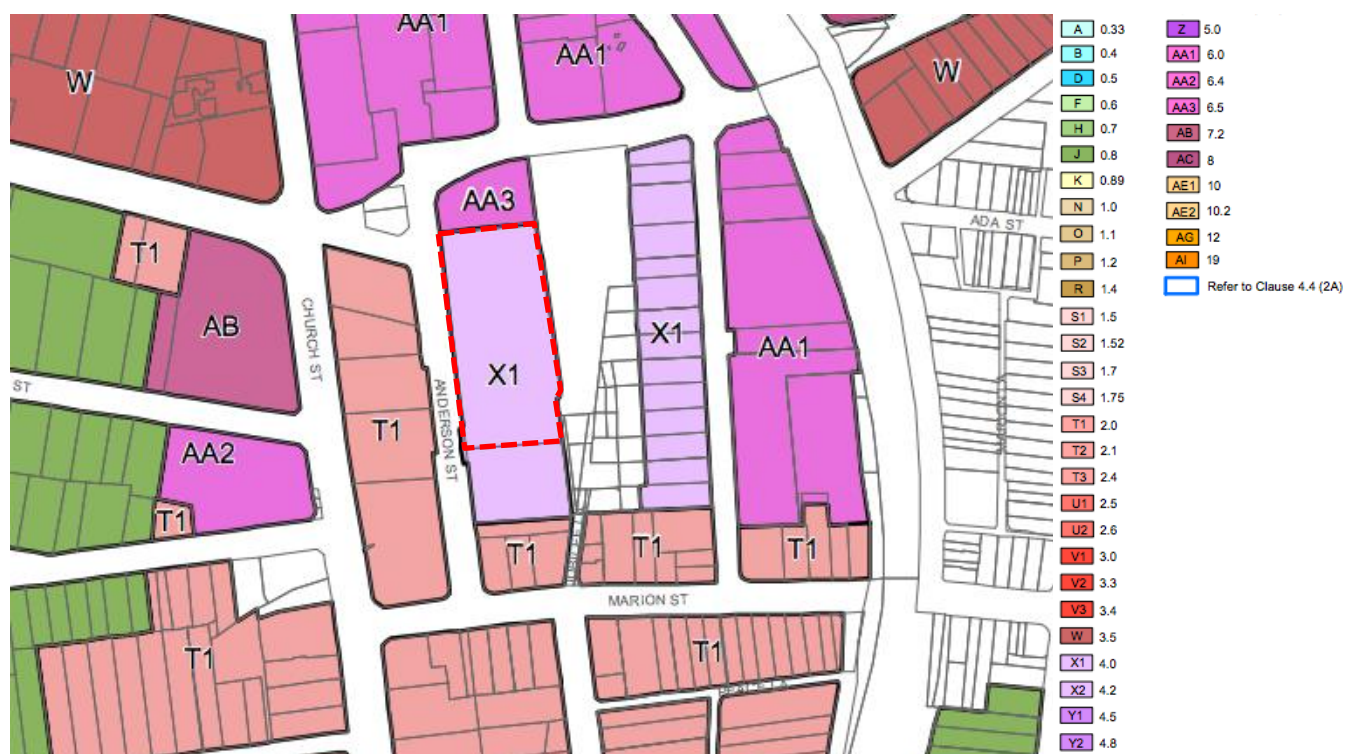 AA1
AA1
W
W
AA3
T1
ADA ST
AB
CHURCH ST
X1
AA1
X1
ST
ANDERSON ST
T1
AA2
T1
T1
T1
T1
MARION ST
T1
T1
A 0.33
B 0.4
D 0.5
F 0.6
H 0.7
J 0.8
K 0.89
N 1.0
O 1.1
P 1.2
R 1.4
S1 1.5
S2 1.52
S3 1.7
S4 1.75
T1 2.0
T2 2.1
T3 2.4
U1 2.5
U2 2.6
V1 3.0
V2 3.3
V3 3.4
W 3.5
X1 4.0
X2 4.2
Y1 4.5
Y2 4.8
Z 5.0
AA1 6.0
AA2 6.4
AA3 6.5
AB 7.2
AC 8
AE1 10
AE2 10.2
AG 12
AI 19
Refer to Clause 4.4 (2A)